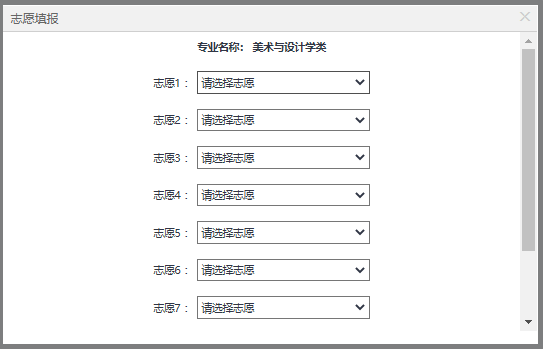 志愿填报
专业名称： 美术与设计学类
志愿1： 请选择志愿
志愿2： 请选择志愿
志愿3： 请选择志愿
志愿4： 请选择志愿
志愿5： 请选择志愿
志愿6： 请选择志愿
志愿7： 请选择志愿